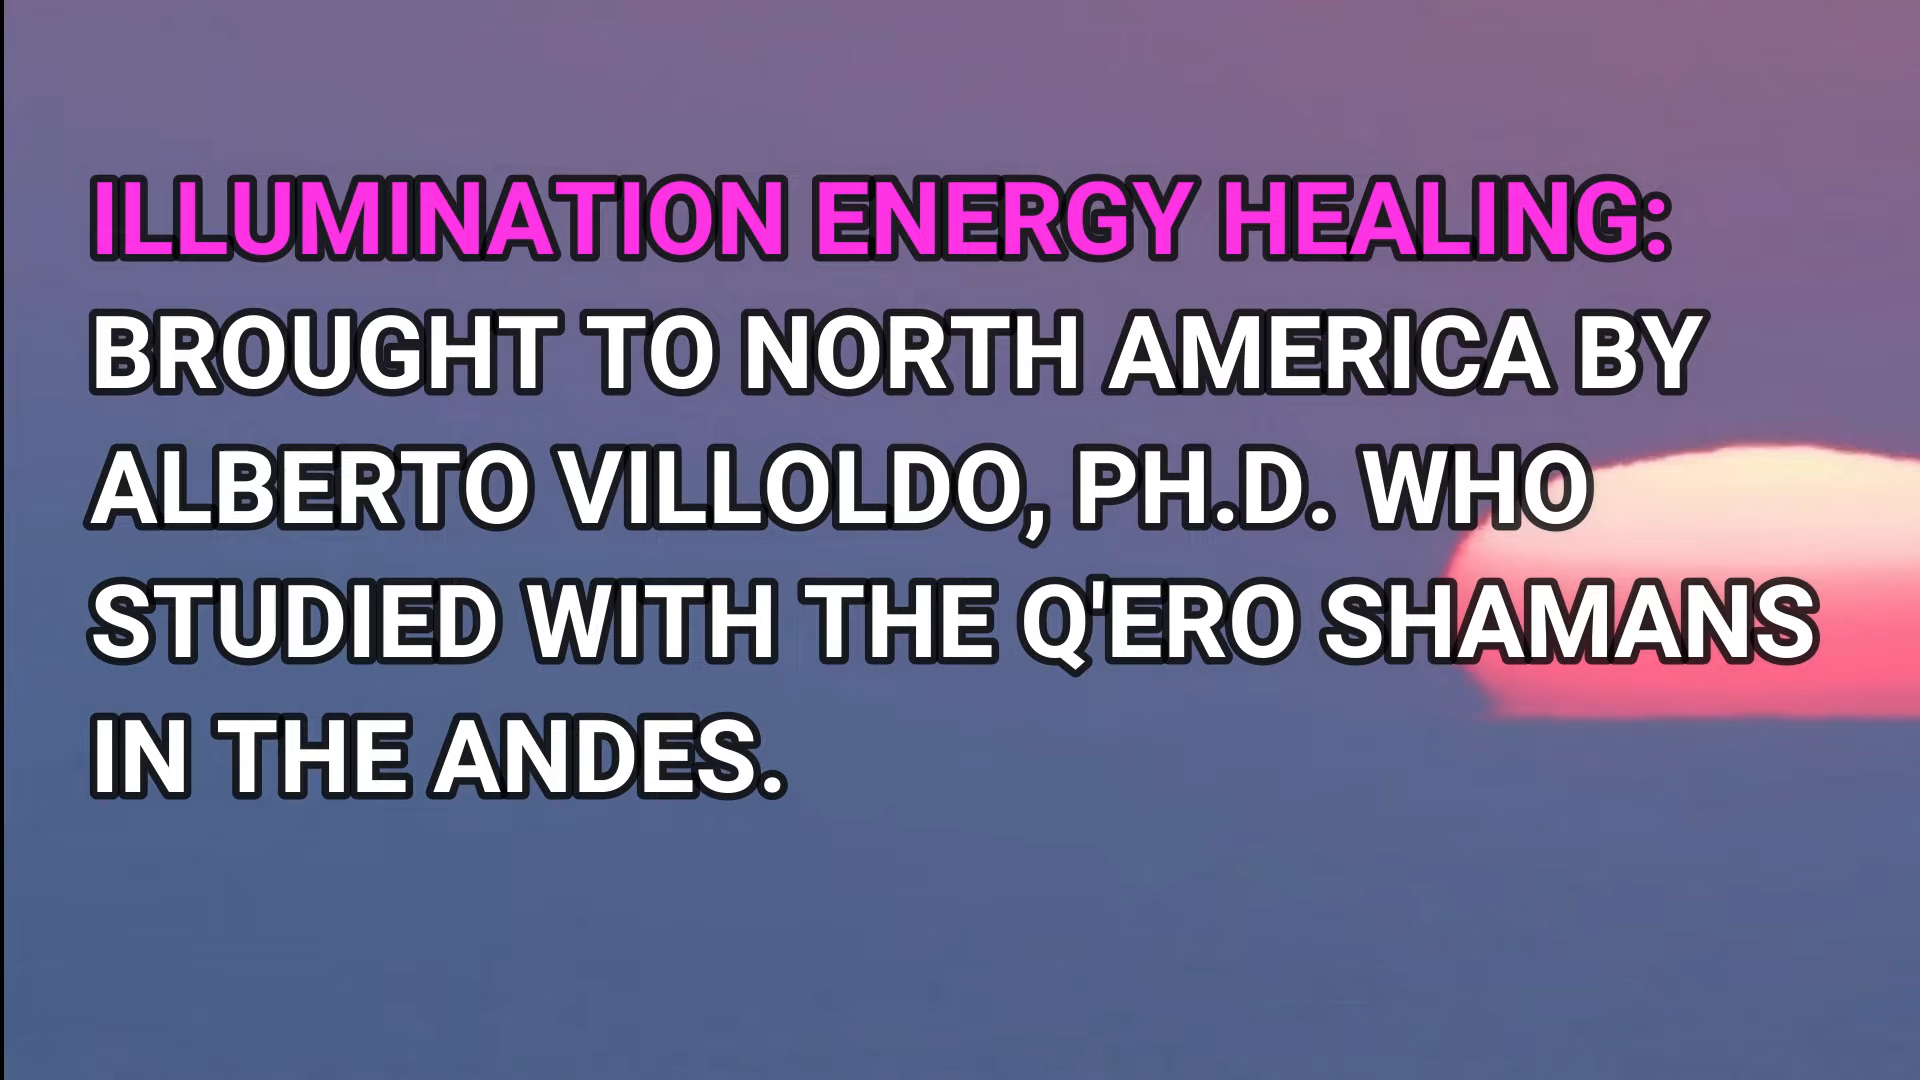 ILLUMINATION ENERGY HEALING:
BROUGHT TO NORTH AMERICA BY
ALBERTO VILLOLDO, PH.D. WHO
STUDIED WITH THE Q'ERO SHAMANS
IN THE ANDES.